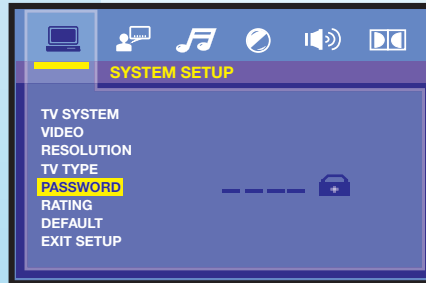 SYSTEM SETUP
TV SYSTEM
VIDEO
RESOLUTION
TV TYPE
PASSWORD
RATING
DEFAULT
EXIT SETUP